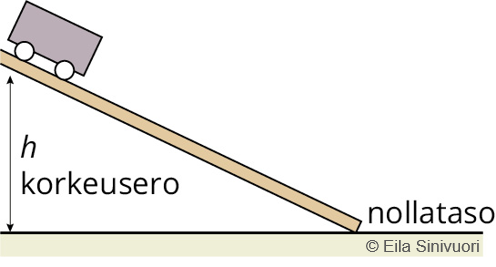 h
korkeusero
nollataso
© Eila Sinivuori